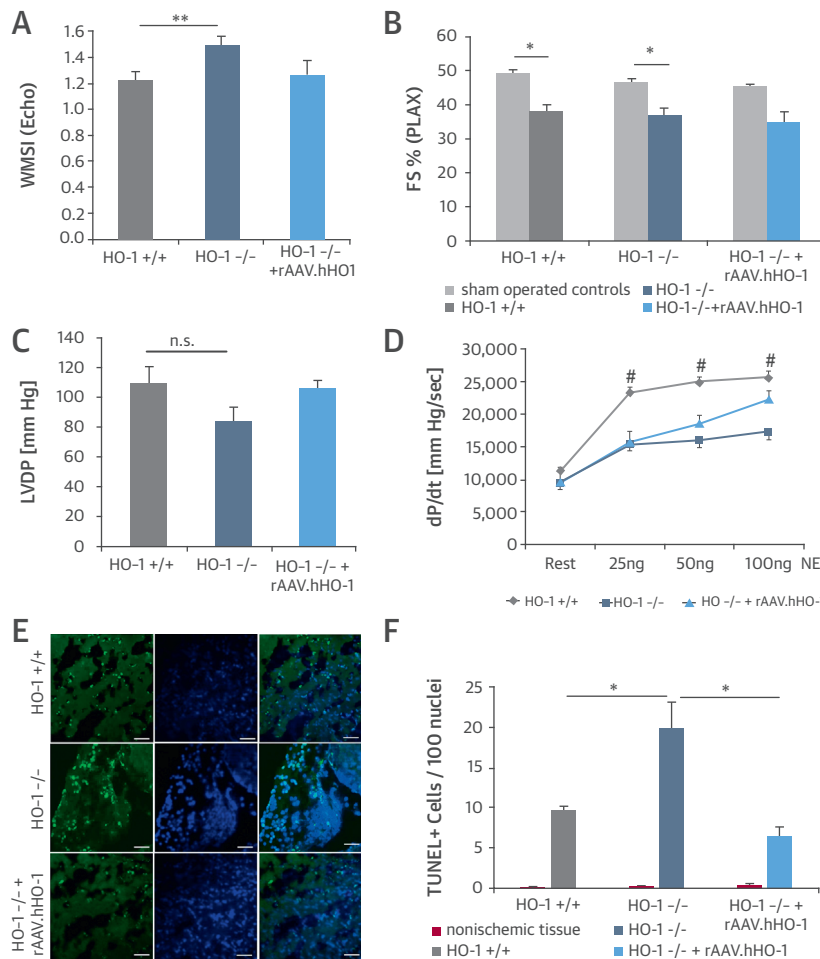 A
**
1.6
1.4
1.2
1.0
0.8
0.6
0.4
0.2
0.0
WMSI (Echo)
HO-1 +/+
HO-1 -/-
HO-1 -/-
+rAAV.hHO1
B
60
50
40
30
20
10
0
FS % (PLAX)
*
*
HO-1 +/+
HO-1 -/-
HO-1 -/- +
rAAV.hHO-1
sham operated controls
HO-1 -/-
HO-1 +/+
HO-1-/-+rAAV.hHO-1
C
n.s.
140
120
100
80
60
40
20
0
LVDP [mm Hg]
HO-1 +/+
HO-1 -/-
HO-1 -/- +
rAAV.hHO-1
D
30,000
25,000
20,000
15,000
10,000
5,000
0
dP/dt [mm Hg/sec]
#
#
#
Rest
25ng
50ng
100ng
NE
HO-1 +/+
HO-1 -/-
HO -/- + rAAV.hHO-
E
HO-1 +/+
HO-1 -/-
HO-1 -/- +
rAAV.hHO-1
F
25
20
15
10
5
0
TUNEL+ Cells / 100 nuclei
*
*
HO-1 +/+
HO-1 -/-
HO-1 -/- +
rAAV.hHO-1
nonischemic tissue
HO-1 -/-
HO-1 +/+
HO-1 -/- + rAAV.hHO-1